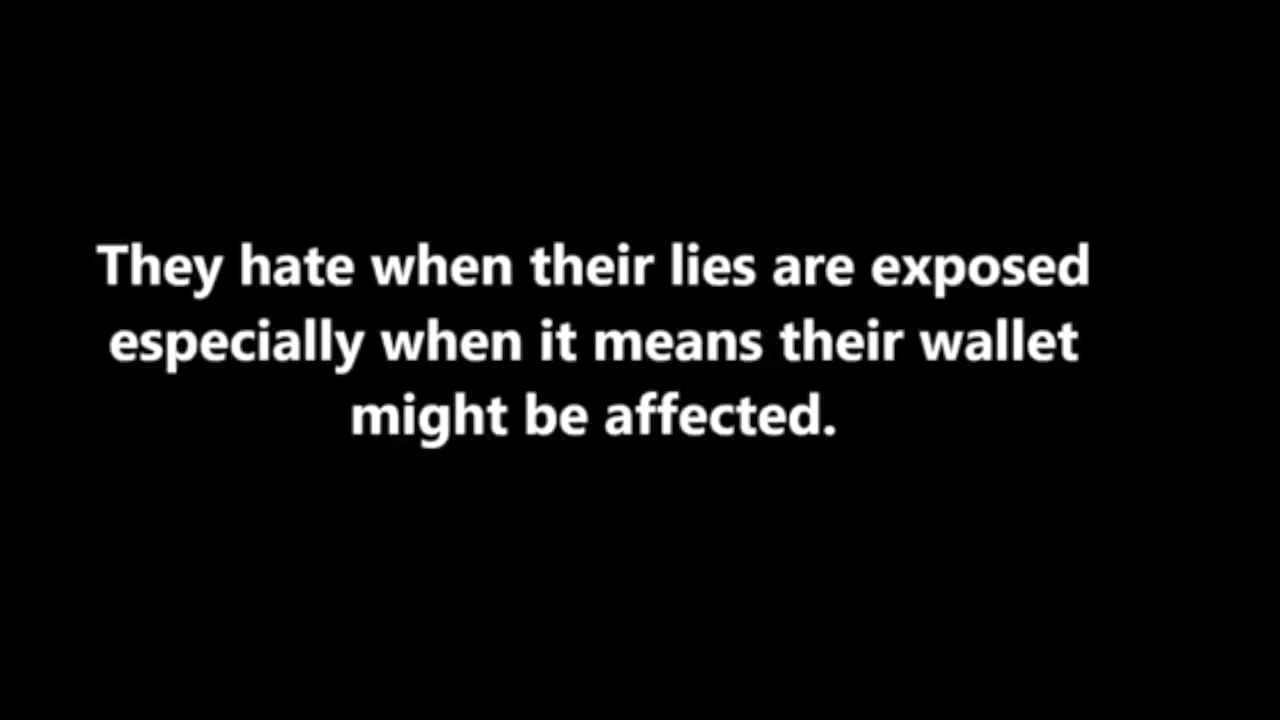 They hate when their lies are exposed
especially when it means their wallet
might be affected.